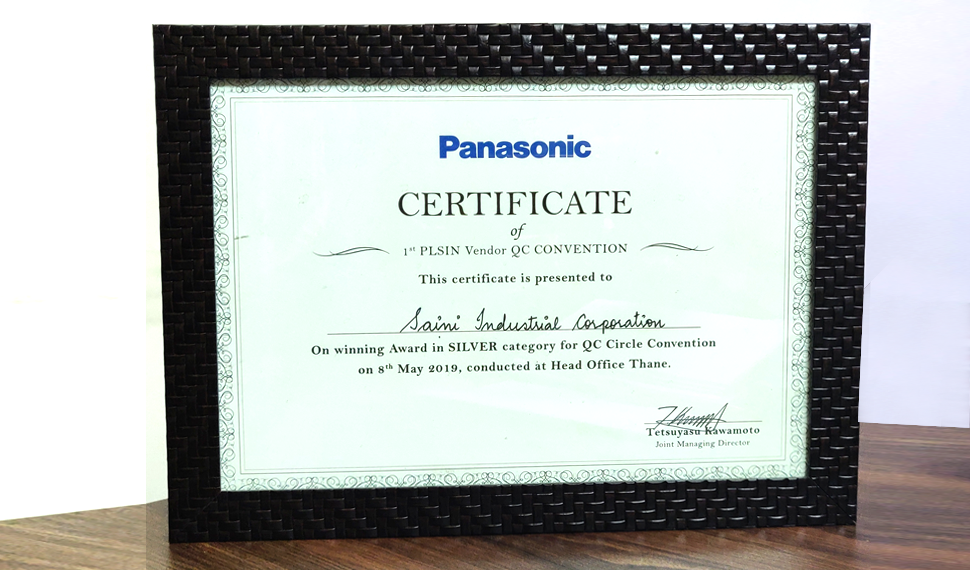 Panasonic
CERTIFICATE
of
1st PLSIN Vendor QC CONVENTION
This certificate is presented to
Saini Industrial Corporation
On winning Award in SILVER category for QC Circle Convention
on 8th May 2019, conducted at Head Office Thane.
Tetsuyasu Kawamoto
Joint Managing Director